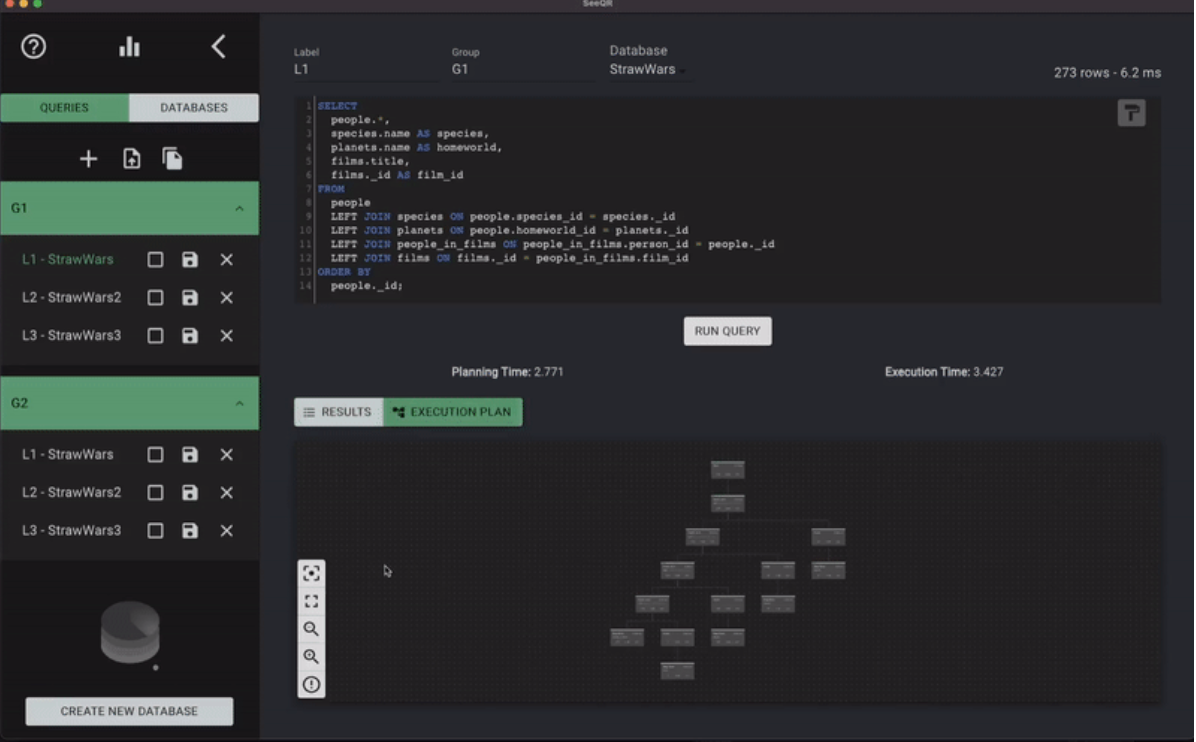 SeeQR
QUERIES
DATABASES
G1
L1 - StrawWars
L2 - StrawWars2
L3 - StrawWars3
G2
L1 - StrawWars
L2 - StrawWars2
L3 - StrawWars3
CREATE NEW DATABASE
Label
L1
Group
G1
Database
StrawWars
273 rows - 6.2 ms
1 SELECT
2 people.*,
3 species.name AS species,
4 planets.name AS homeworld,
5 films.title,
6 films._id AS film_id
7 FROM
8 people
9 LEFT JOIN species ON people.species_id = species._id
10 LEFT JOIN planets ON people.homeworld_id = planets._id
11 LEFT JOIN people_in_films ON people_in_films.person_id = people._id
12 LEFT JOIN films ON films._id = people_in_films.film_id
13 ORDER BY
14 people._id;
RUN QUERY
Planning Time: 2.771
Execution Time: 3.427
RESULTS
EXECUTION PLAN